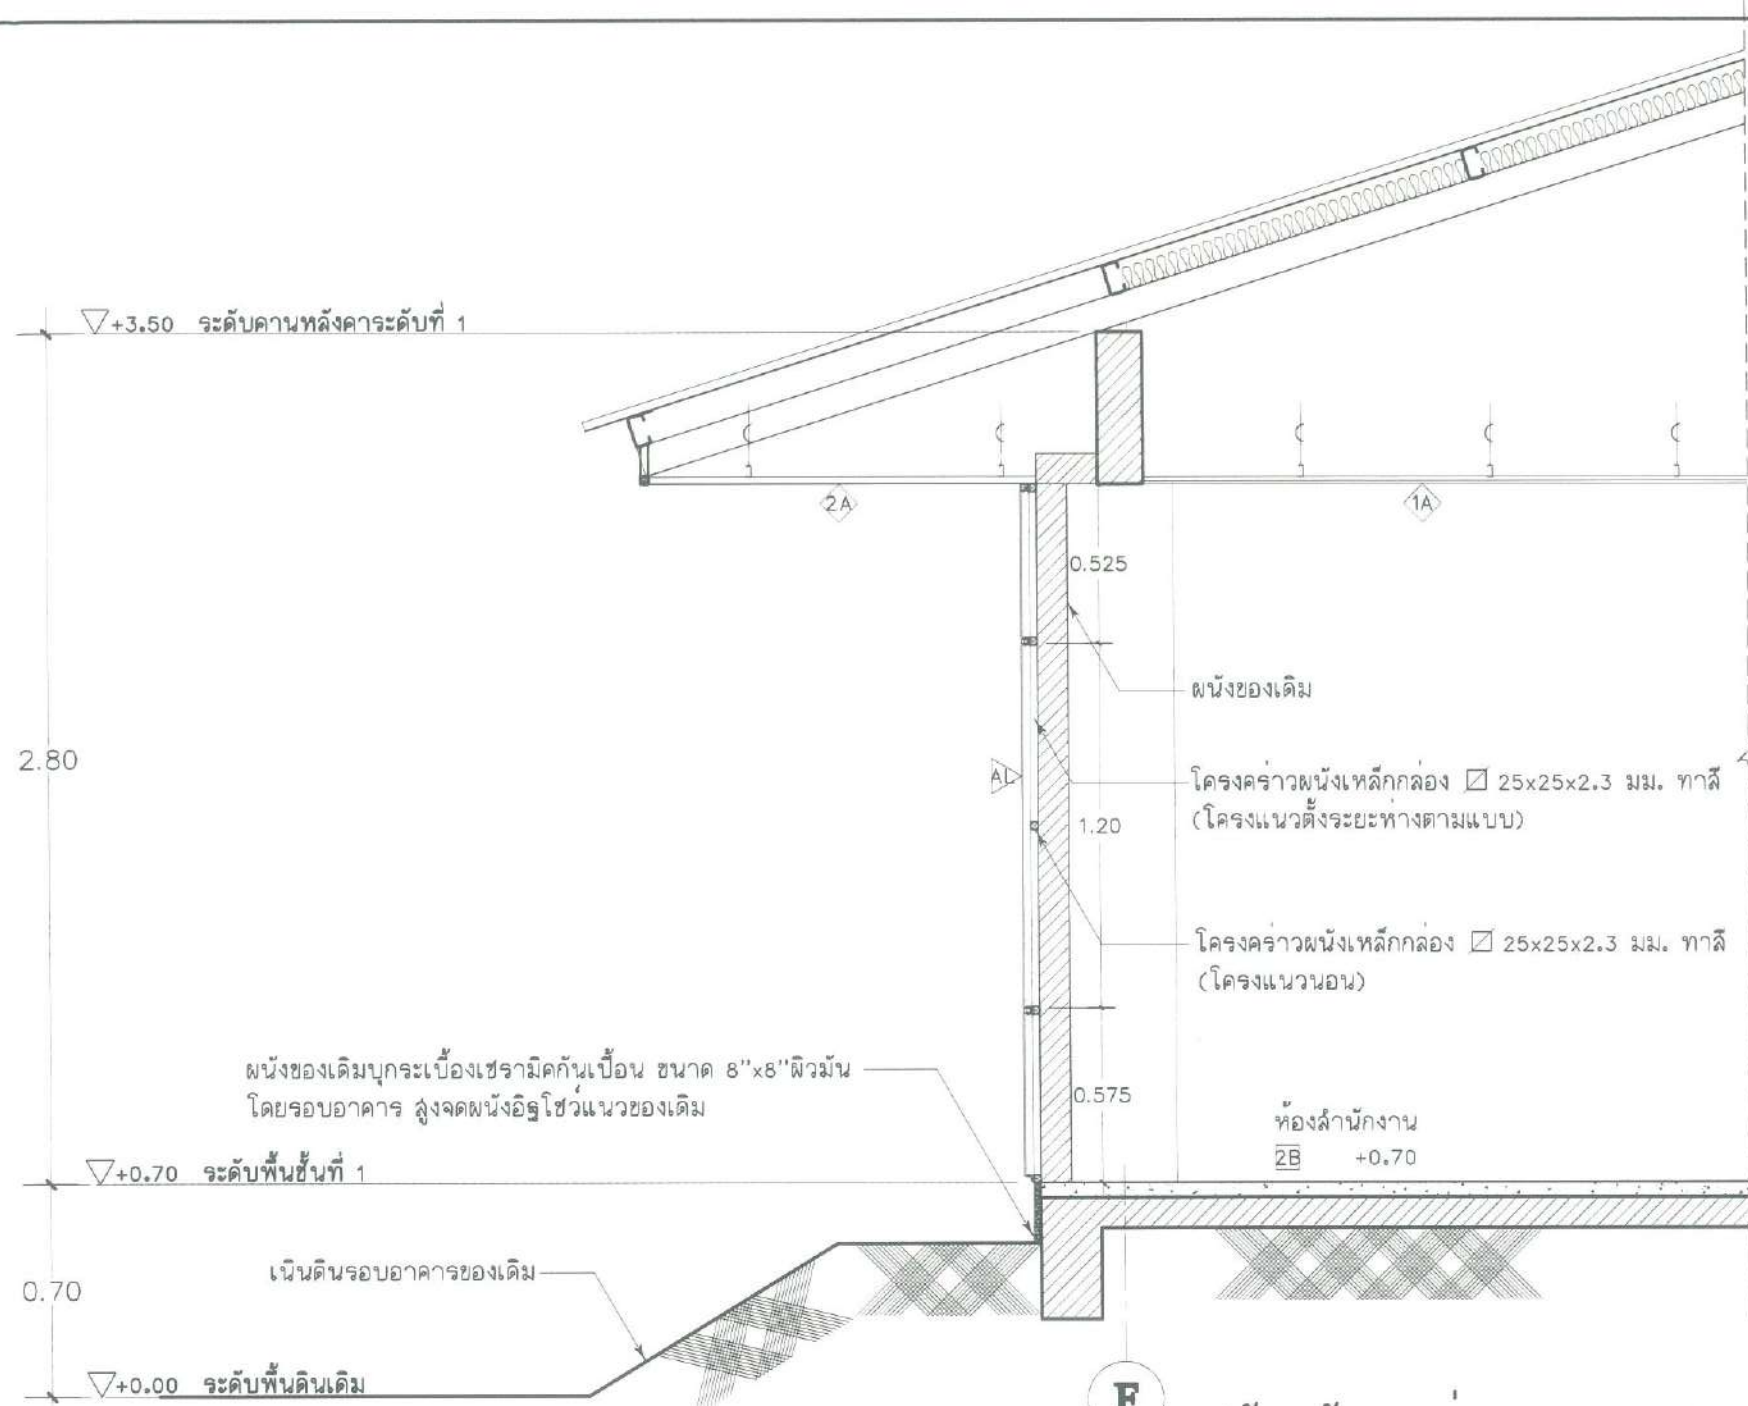 +3.50 ระดับคานหลังคาระดับที่ 1
2A
1A
0.525
ผนังของเดิม
2.80
AL
โครงคร่าวผนังเหล็กกล่อง 25x25x2.3 มม. ทาสี
(โครงแนวตั้งระยะห่างตามแบบ)
1.20
โครงคร่าวผนังเหล็กกล่อง 25x25x2.3 มม. ทาสี
(โครงแนวนอน)
ผนังของเดิมบุกระเบื้องเซรามิคกันเปื้อน ขนาด 8"x8"ผิวมัน
โดยรอบอาคาร สูงจดผนังอิฐโชว์แนวของเดิม
0.575
ห้องสำนักงาน
2B +0.70
+0.70 ระดับพื้นชั้นที่ 1
เนินดินรอบอาคารของเดิม
0.70
+0.00 ระดับพื้นดินเดิม